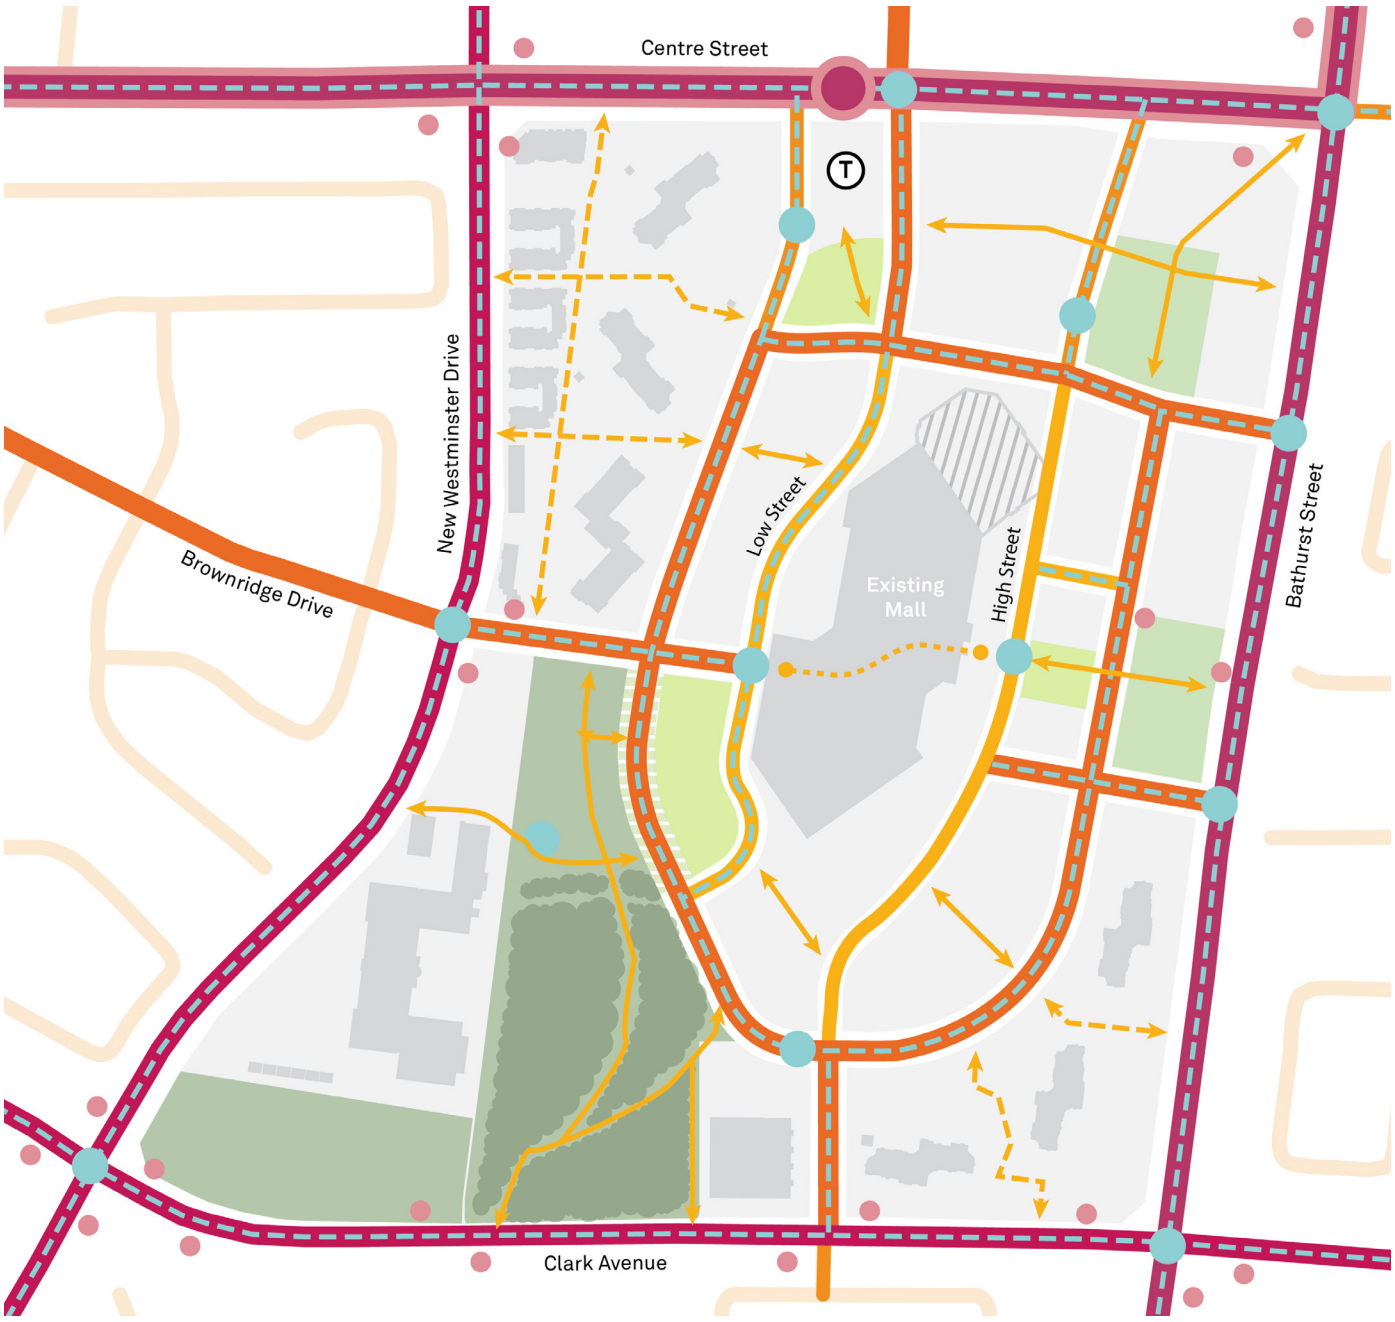 Centre Street
T
New Westminster Drive
Low Street
Bathurst Street
High Street
Brownridge Drive
Existing
Mall
Clark Avenue